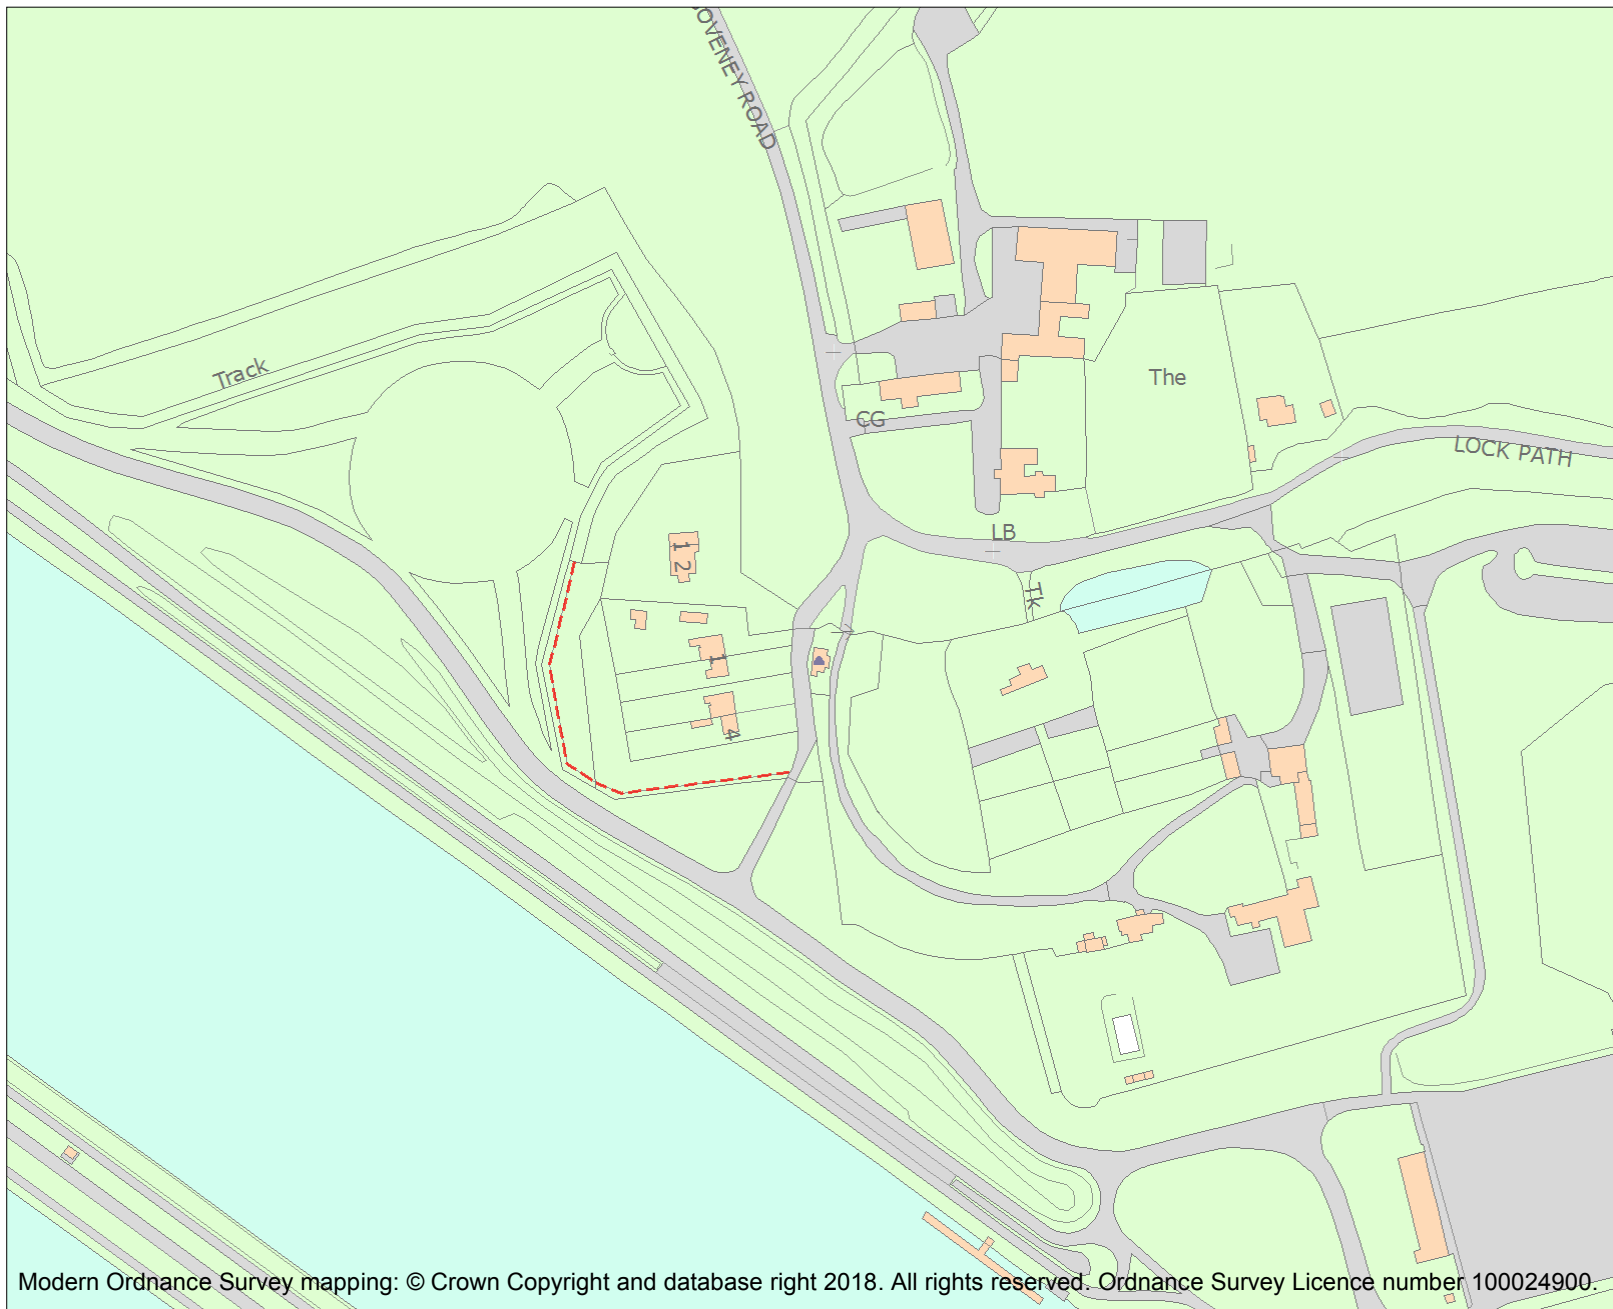 OVENEY ROAD
Track
The
CG
LOCK PATH
LB
1 2
Tk
1
4
Modern Ordnance Survey mapping: © Crown Copyright and database right 2018. All rights reserved. Ordnance Survey Licence number 100024900.